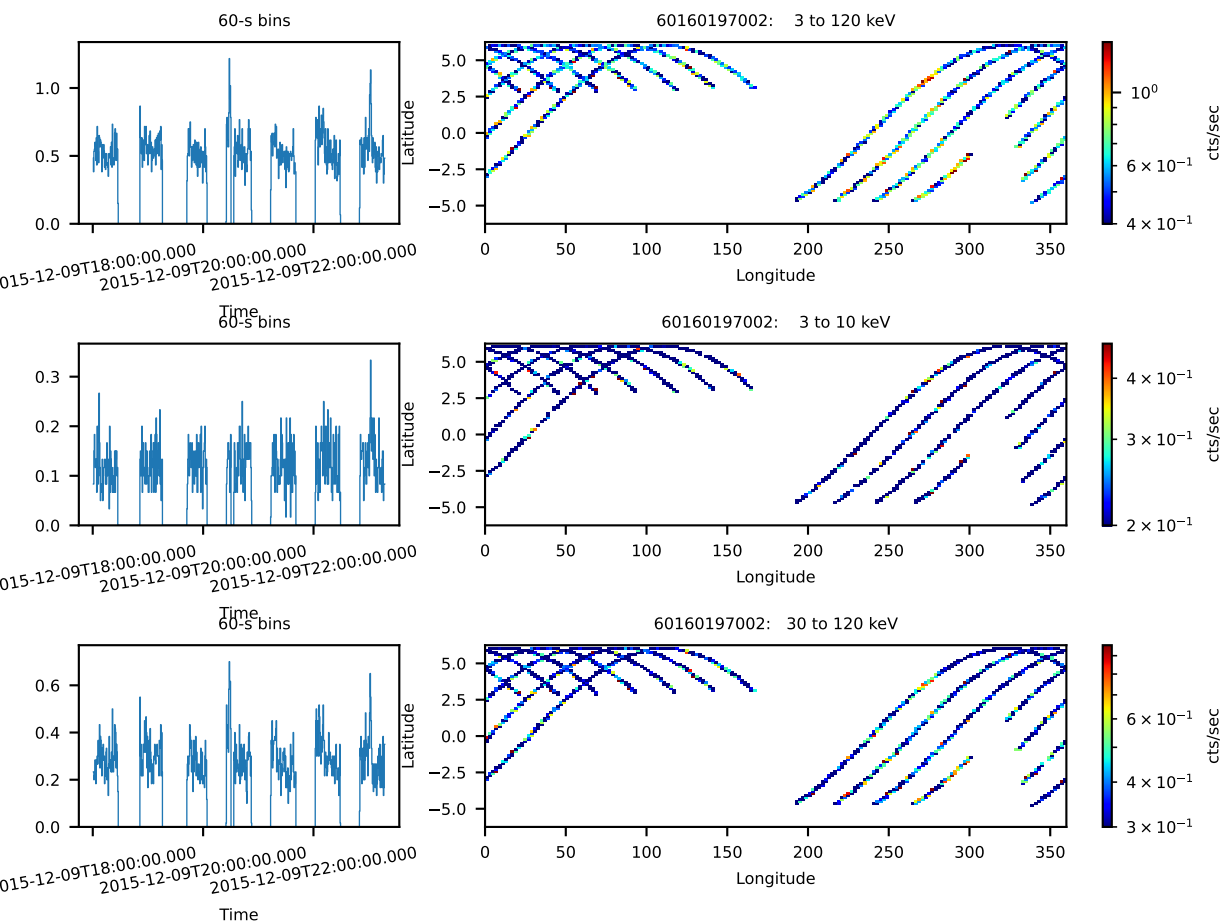 60-s bins
60160197002:    3 to 120 keV
1.0
0.5
0.0
015-12-09T18:00:00.000
2015-12-09T20:00:00.000
2015-12-09T22:00:00.000
Time
Latitude
5.0
2.5
0.0
−2.5
−5.0
0 50 100 150 200 250 300 350
Longitude
10⁰
6 × 10⁻¹
4 × 10⁻¹
cts/sec
60-s bins
60160197002:    3 to 10 keV
0.3
0.2
0.1
0.0
015-12-09T18:00:00.000
2015-12-09T20:00:00.000
2015-12-09T22:00:00.000
Time
Latitude
5.0
2.5
0.0
−2.5
−5.0
0 50 100 150 200 250 300 350
Longitude
4 × 10⁻¹
3 × 10⁻¹
2 × 10⁻¹
cts/sec
60-s bins
60160197002:   30 to 120 keV
0.6
0.4
0.2
0.0
015-12-09T18:00:00.000
2015-12-09T20:00:00.000
2015-12-09T22:00:00.000
Time
Latitude
5.0
2.5
0.0
−2.5
−5.0
0 50 100 150 200 250 300 350
Longitude
6 × 10⁻¹
4 × 10⁻¹
3 × 10⁻¹
cts/sec